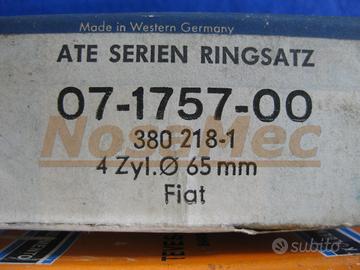 Made in Western Germany
ATE SERIEN RINGSATZ
07-1757-00
NoseMec
380 218-1
4 Zyl. Ø 65 mm
Fiat
subito